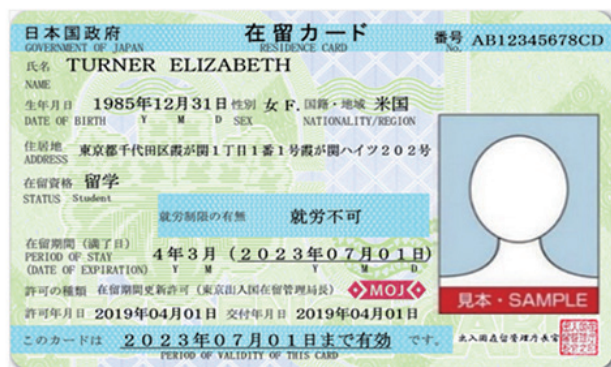 日本国政府 在留カード 番号 AB12345678CD
GOVERNMENT OF JAPAN RESIDENCE CARD No.
氏名 TURNER ELIZABETH
NAME
生年月日 1985年12月31日 性別 女 F. 国籍・地域 米国
DATE OF BIRTH Y M D SEX NATIONALITY/REGION
住居地 東京都千代田区霞が関1丁目1番1号霞が関ハイツ202号
ADDRESS
在留資格 留学
STATUS Student
就労制限の有無 就労不可
在留期間(満了日) 4年3月(2023年07月01日)
PERIOD OF STAY
(DATE OF EXPIRATION) Y M Y M D
許可の種類 在留期間更新許可(東京出入国在留管理局長) MOJ
見本・SAMPLE
許可年月日 2019年04月01日 交付年月日 2019年04月01日
このカードは 2023年07月01日まで有効 です。 出入国在留管理庁長官
PERIOD OF VALIDITY OF THIS CARD